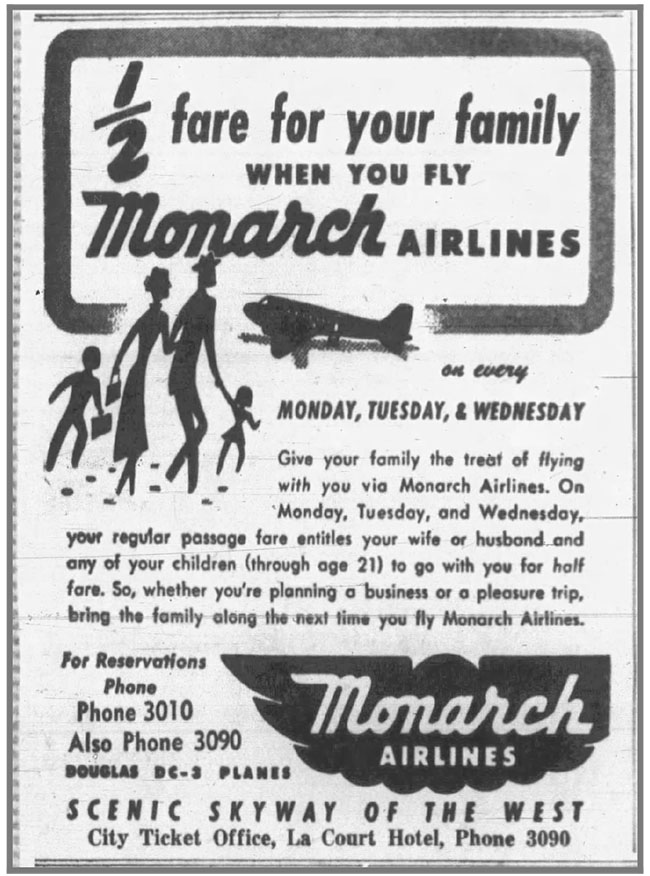 1/2 fare for your family
WHEN YOU FLY
Monarch AIRLINES
on every
MONDAY, TUESDAY, & WEDNESDAY
Give your family the treat of flying
with you via Monarch Airlines. On
Monday, Tuesday, and Wednesday,
your regular passage fare entitles your wife or husband and
any of your children (through age 21) to go with you for half
fare. So, whether you're planning a business or a pleasure trip,
bring the family along the next time you fly Monarch Airlines.
For Reservations
Phone
Phone 3010
Also Phone 3090
DOUGLAS DC-3 PLANES
Monarch
AIRLINES
SCENIC SKYWAY OF THE WEST
City Ticket Office, La Court Hotel, Phone 3090